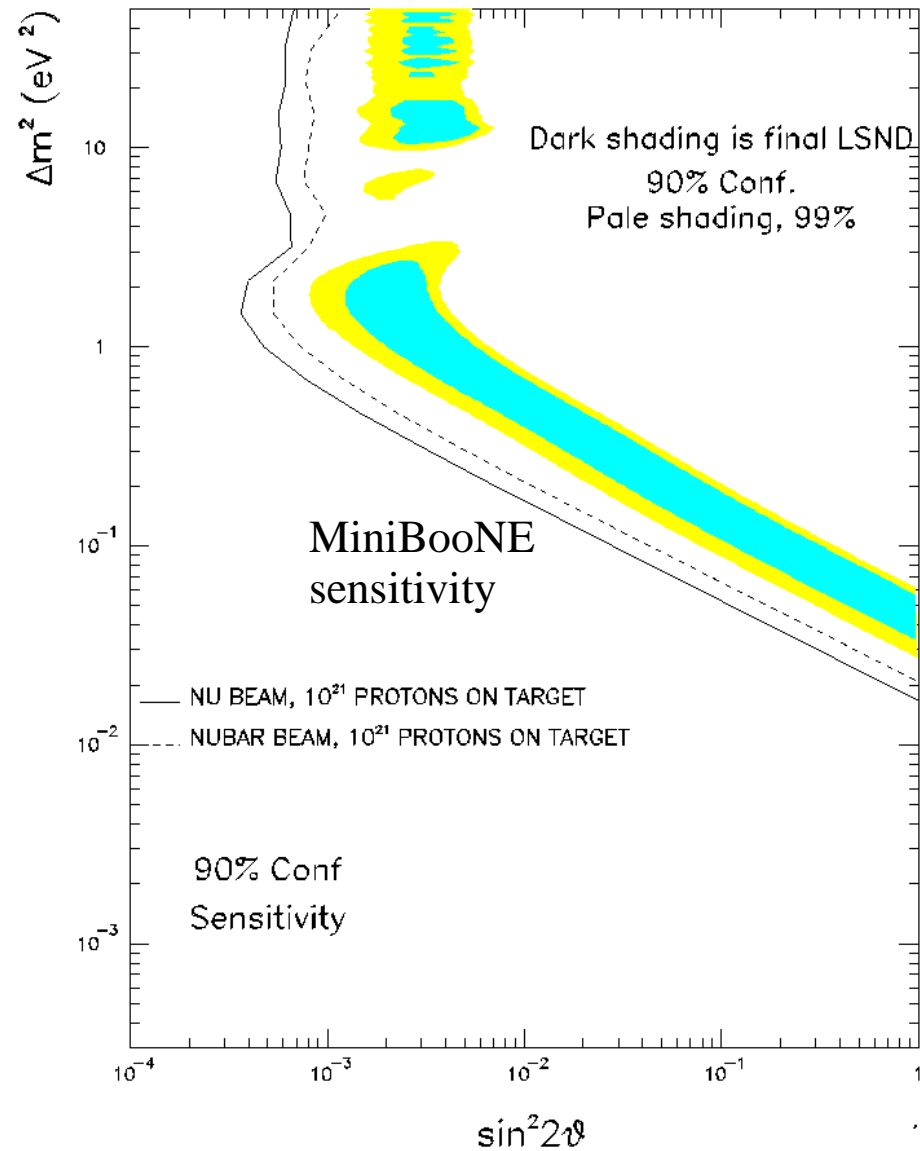 Δm² (eV²)
10
1
10⁻¹
10⁻²
10⁻³
Dark shading is final LSND
90% Conf.
Pale shading, 99%
MiniBooNE
sensitivity
NU BEAM, 10²¹ PROTONS ON TARGET
NUBAR BEAM, 10²¹ PROTONS ON TARGET
90% Conf
Sensitivity
10⁻⁴ 10⁻³ 10⁻² 10⁻¹ 1
sin²2ϑ